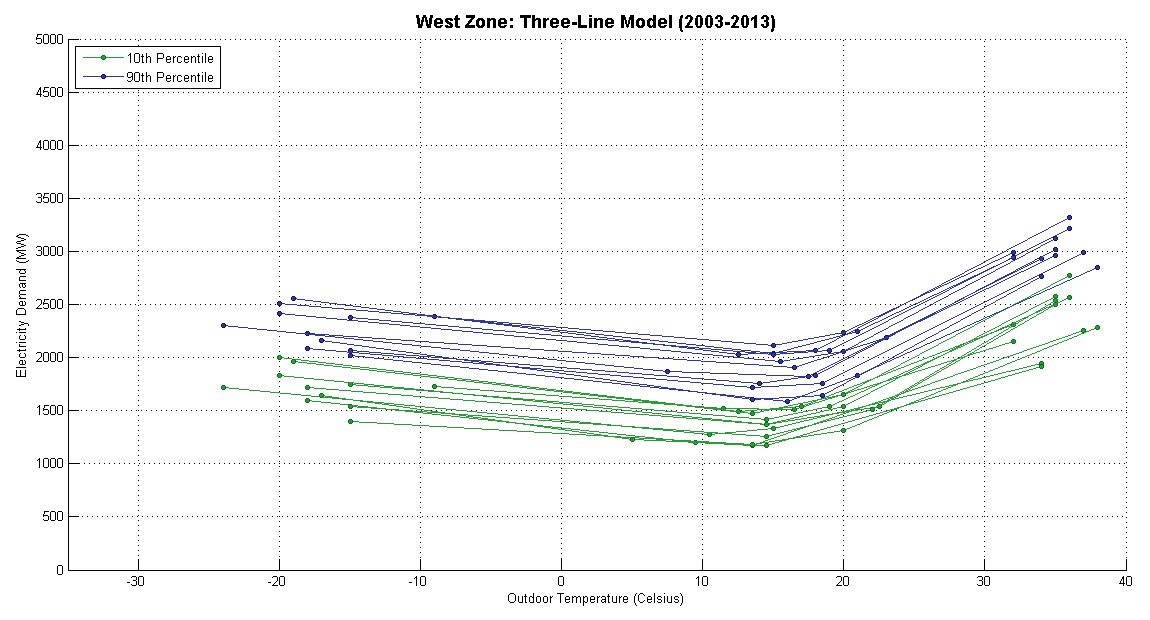 West Zone: Three-Line Model (2003-2013)
10th Percentile
90th Percentile
5000
4500
4000
3500
3000
2500
2000
1500
1000
500
0
Electricity Demand (MW)
-30 -20 -10 0 10 20 30 40
Outdoor Temperature (Celsius)